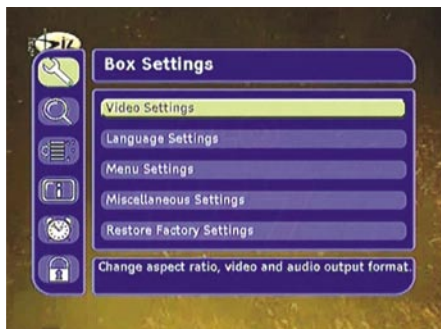 Box Settings
Video Settings
Language Settings
Menu Settings
Miscellaneous Settings
Restore Factory Settings
Change aspect ratio, video and audio output format.